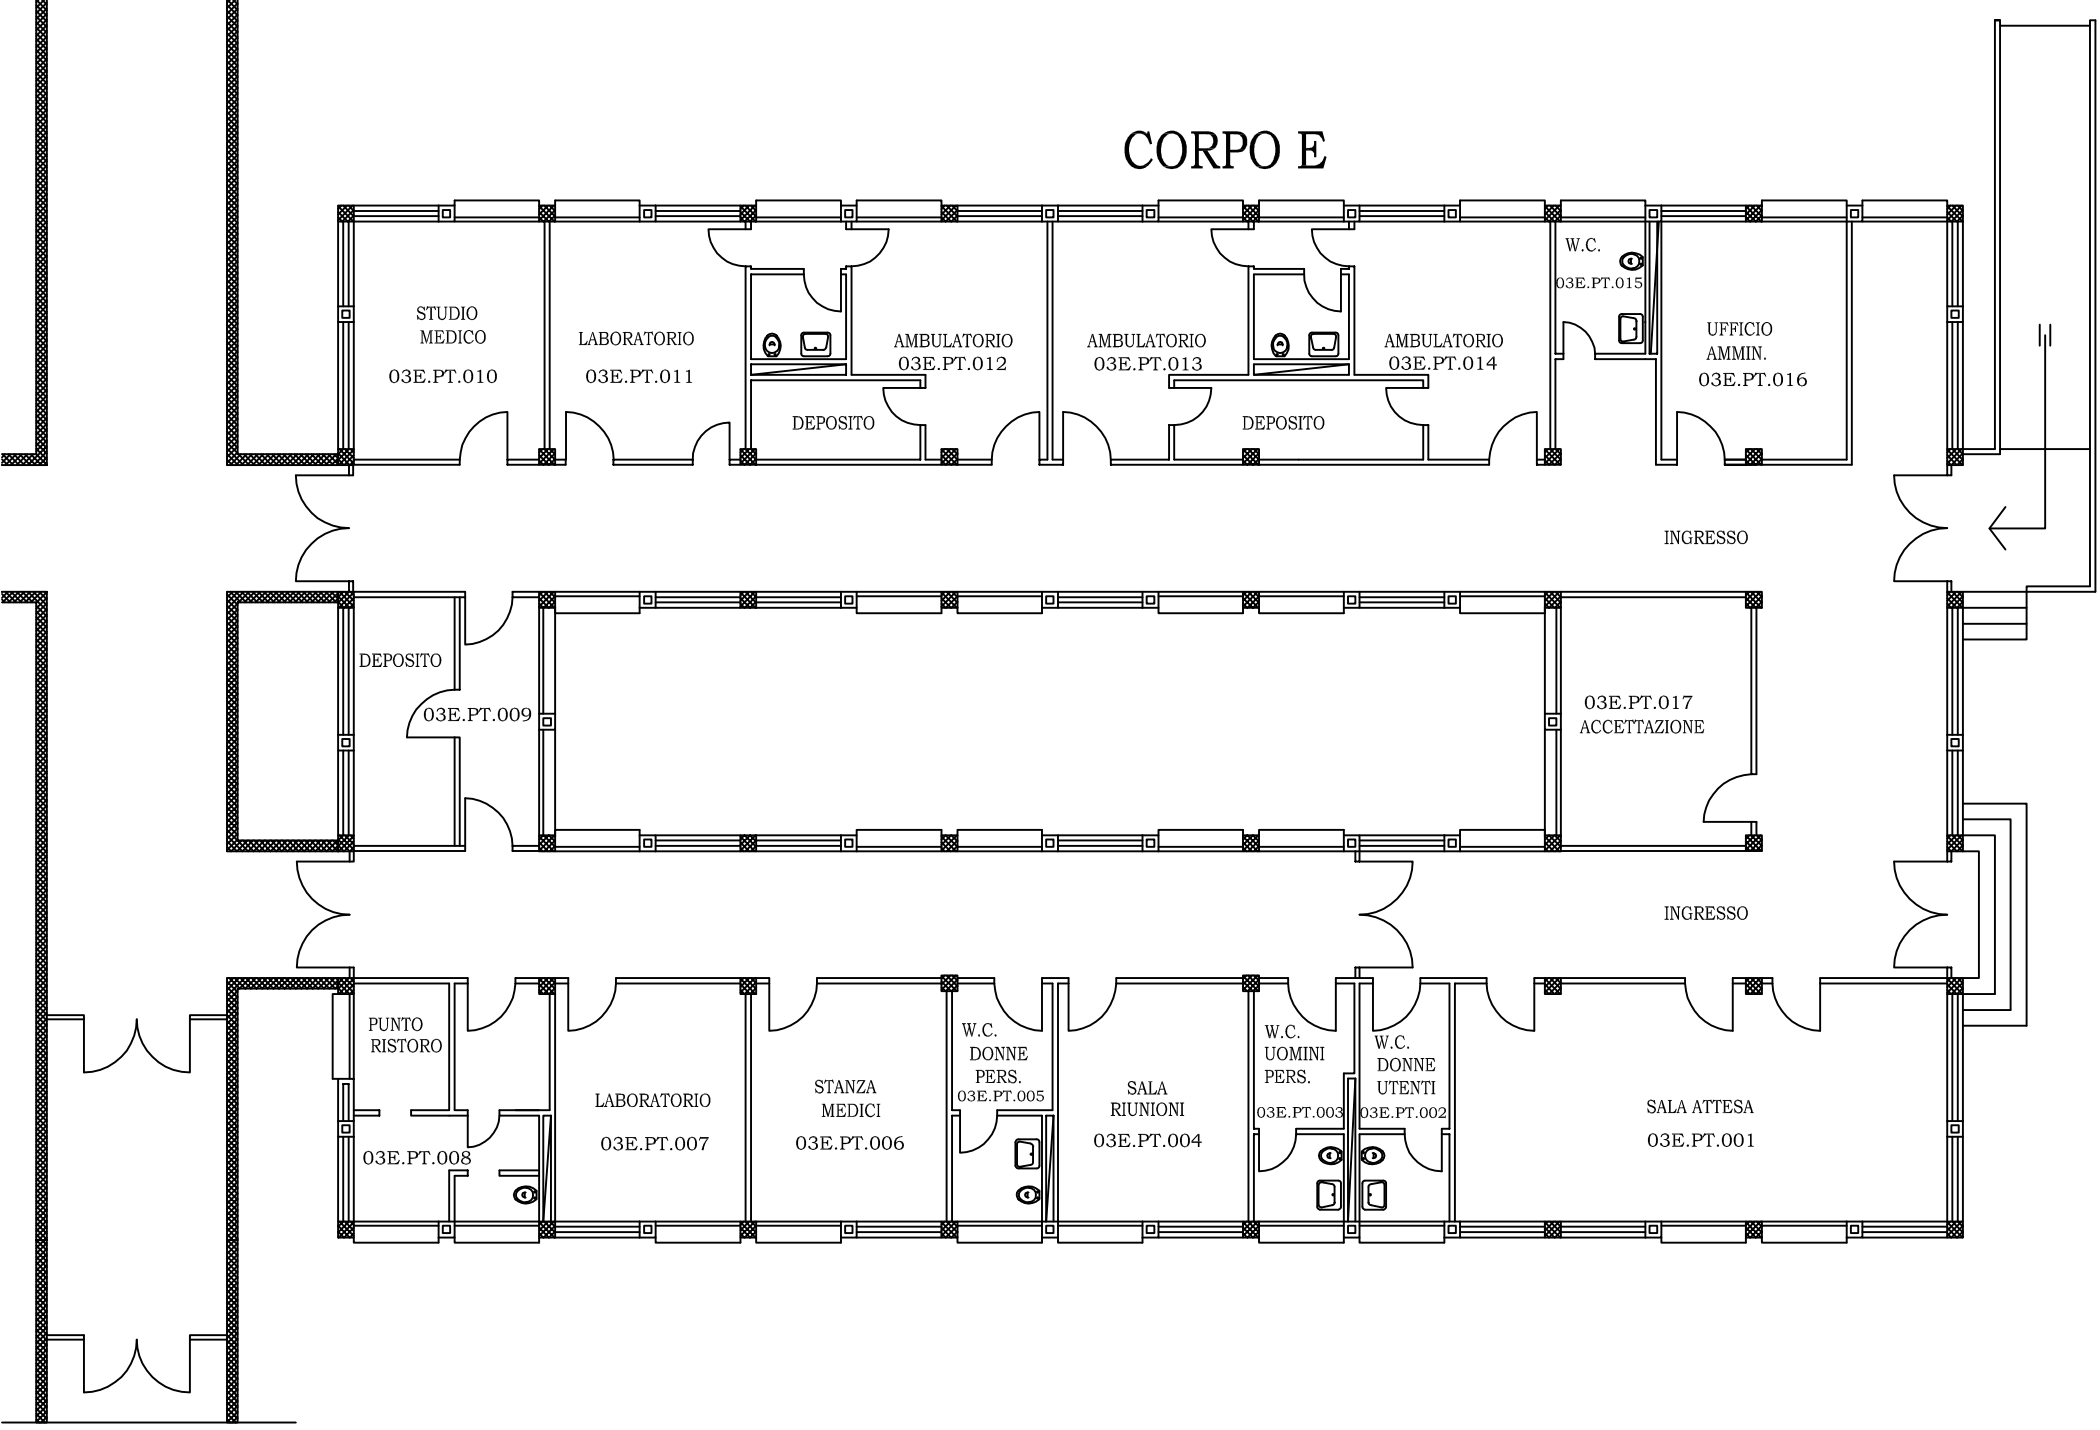 CORPO E
STUDIO
MEDICO
03E.PT.010
LABORATORIO
03E.PT.011
DEPOSITO
AMBULATORIO
03E.PT.012
AMBULATORIO
03E.PT.013
DEPOSITO
AMBULATORIO
03E.PT.014
W.C.
03E.PT.015
UFFICIO
AMMIN.
03E.PT.016
INGRESSO
DEPOSITO
03E.PT.009
03E.PT.017
ACCETTAZIONE
INGRESSO
PUNTO
RISTORO
03E.PT.008
LABORATORIO
03E.PT.007
STANZA
MEDICI
03E.PT.006
W.C.
DONNE
PERS.
03E.PT.005
SALA
RIUNIONI
03E.PT.004
W.C.
UOMINI
PERS.
03E.PT.003
W.C.
DONNE
UTENTI
03E.PT.002
SALA ATTESA
03E.PT.001